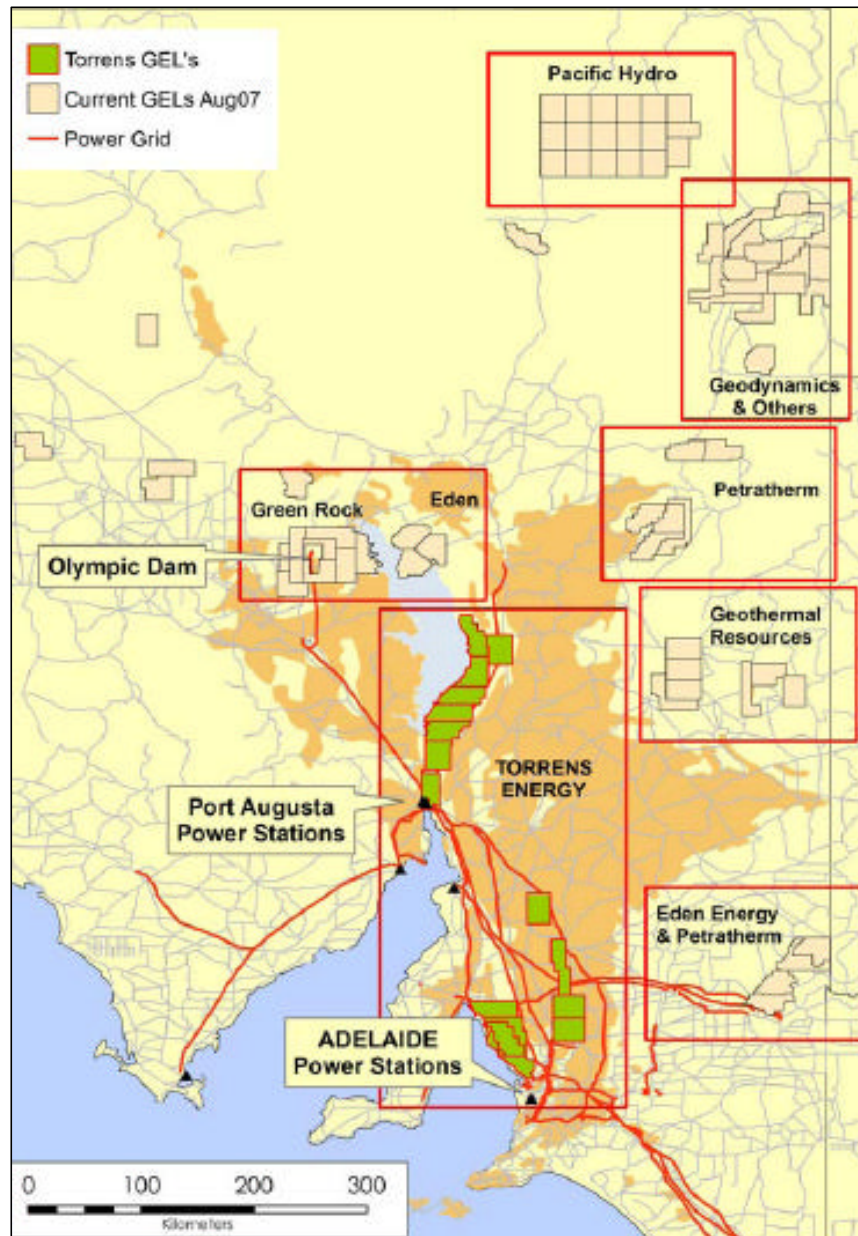 Torrens GEL's
Current GELs Aug07
Power Grid
Pacific Hydro
Geodynamics
& Others
Petratherm
Green Rock
Eden
Olympic Dam
Geothermal
Resources
TORRENS
ENERGY
Port Augusta
Power Stations
Eden Energy
& Petratherm
ADELAIDE
Power Stations
0 100 200 300
Kilometers